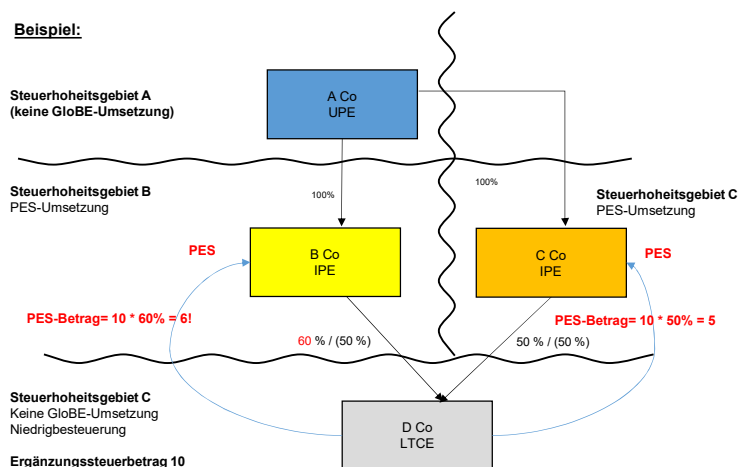 Beispiel:
Steuerhoheitsgebiet A
(keine GloBE-Umsetzung)
A Co
UPE
100%
100%
Steuerhoheitsgebiet B
PES-Umsetzung
Steuerhoheitsgebiet C
PES-Umsetzung
PES
B Co
IPE
C Co
IPE
PES
PES-Betrag= 10 * 60% = 6!
PES-Betrag= 10 * 50% = 5
60 % / (50 %)
50 % / (50 %)
Steuerhoheitsgebiet C
Keine GloBE-Umsetzung
Niedrigbesteuerung
D Co
LTCE
Ergänzungssteuerbetrag 10